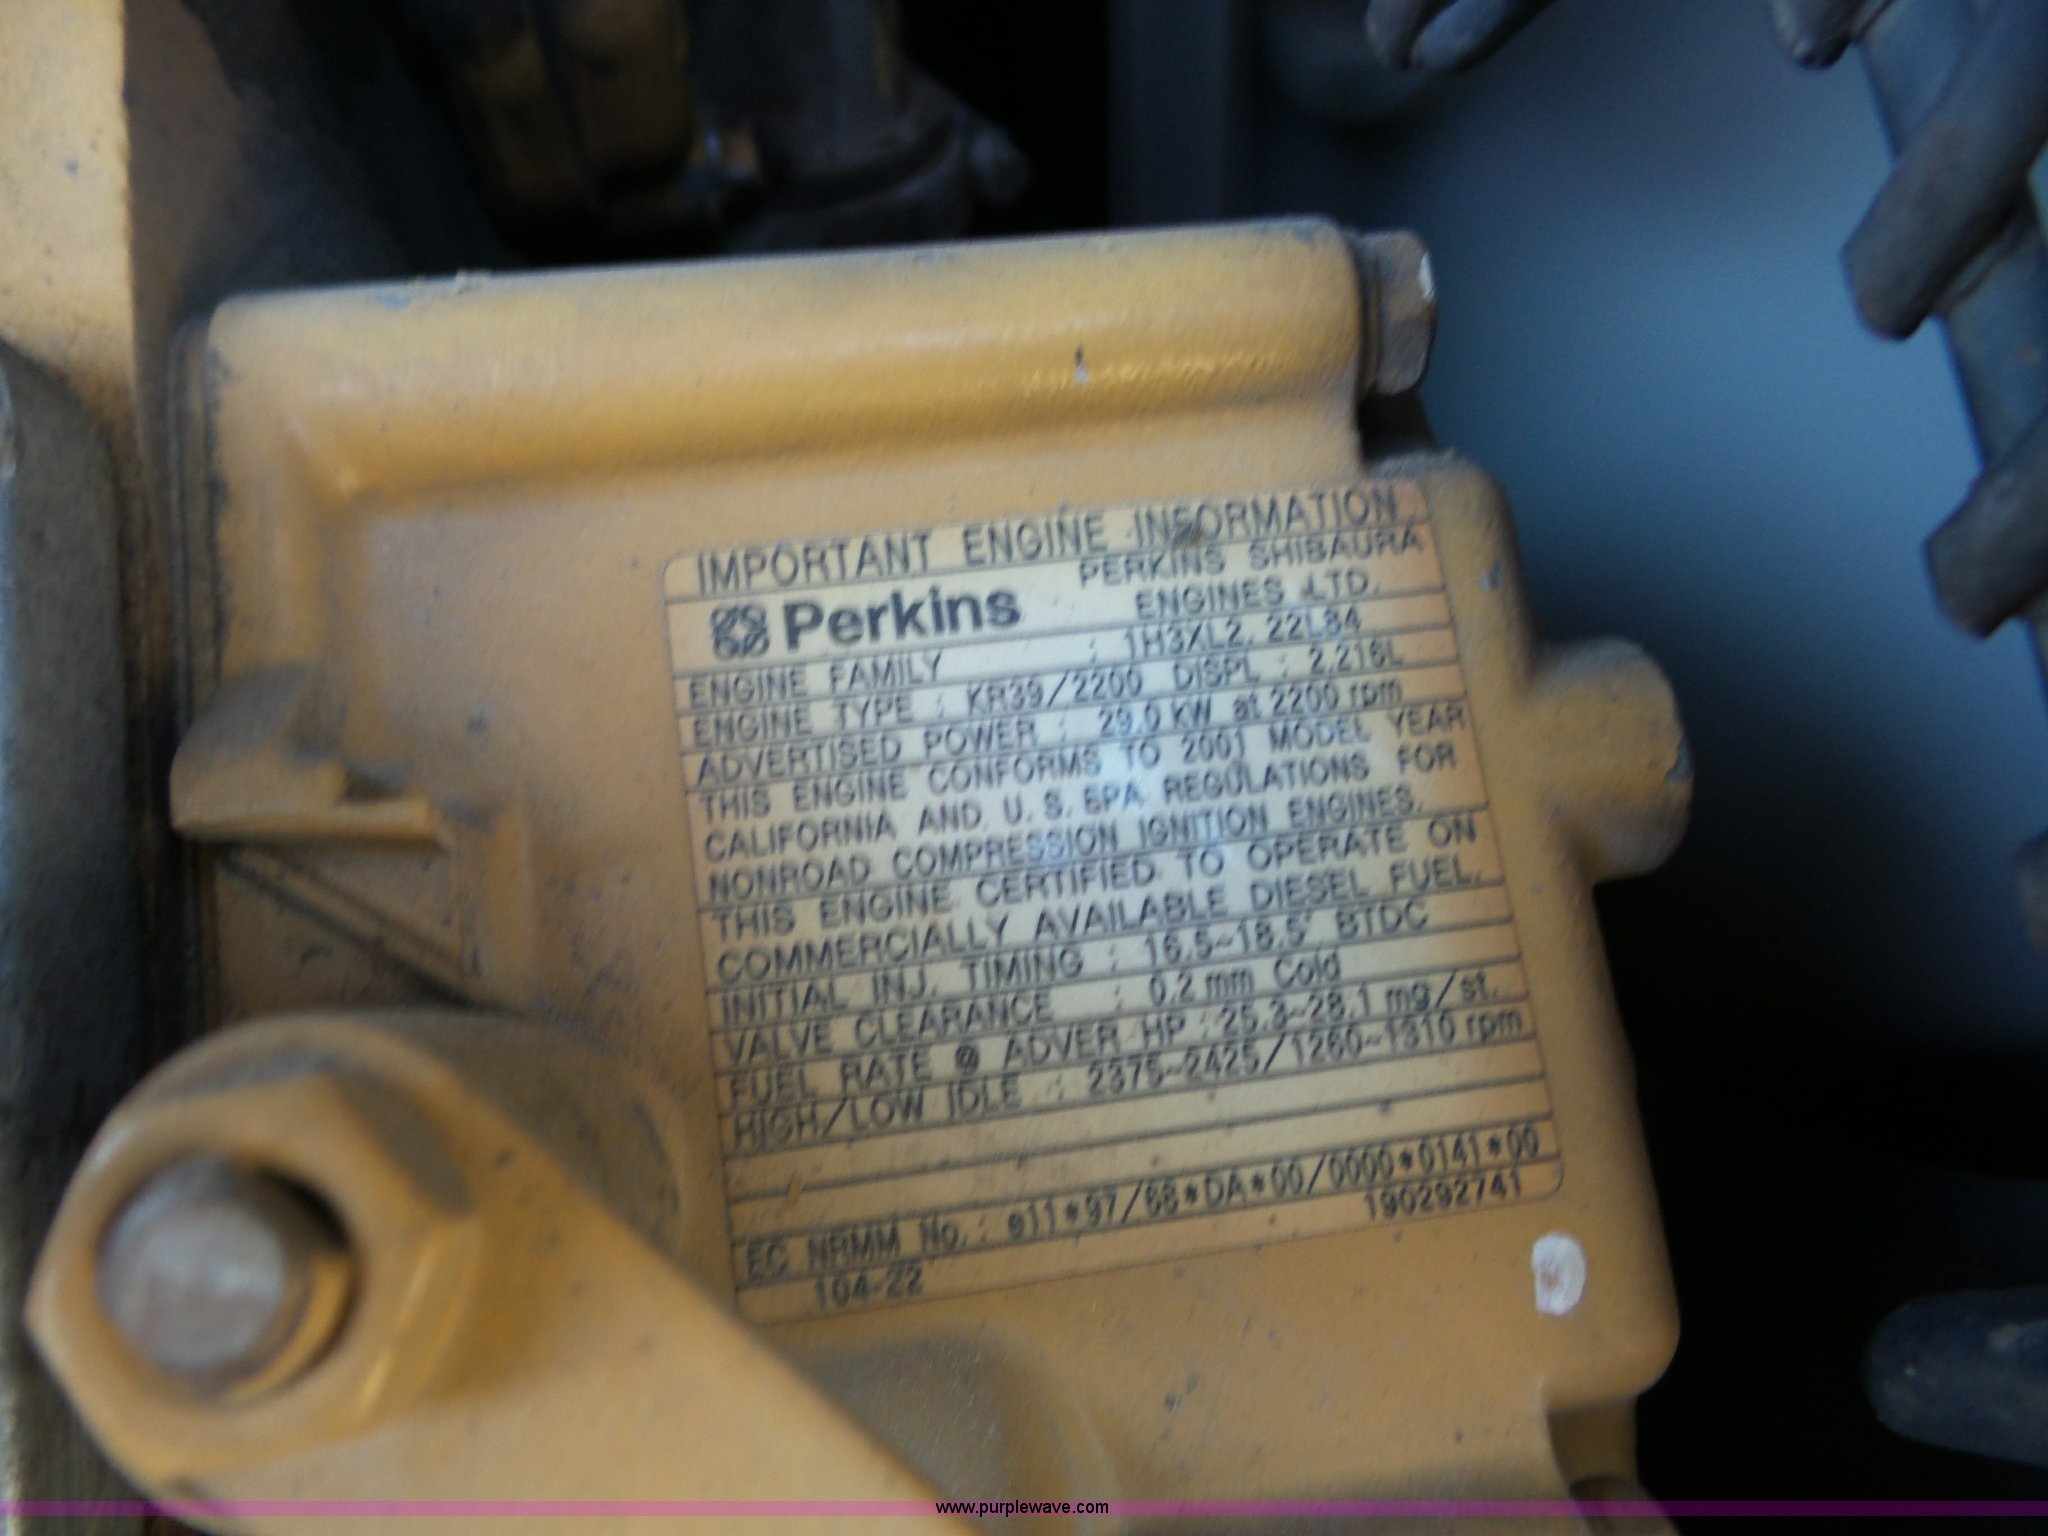 IMPORTANT ENGINE INFORMATION
Perkins PERKINS SHIBAURA
ENGINES LTD.
ENGINE FAMILY : 1H3XL2. 22L84
ENGINE TYPE : KR39/2200 DISPL : 2.216L
ADVERTISED POWER : 29.0 kW at 2200 rpm
THIS ENGINE CONFORMS TO 2001 MODEL YEAR
CALIFORNIA AND U. S. EPA REGULATIONS FOR
NONROAD COMPRESSION IGNITION ENGINES.
THIS ENGINE CERTIFIED TO OPERATE ON
COMMERCIALLY AVAILABLE DIESEL FUEL.
INITIAL INJ. TIMING : 16.5~18.5° BTDC
VALVE CLEARANCE : 0.2 mm Cold
FUEL RATE @ ADVER HP : 25.3~28.1 mg/st.
HIGH/LOW IDLE : 2375~2425/1260~1310 rpm
EC NRMM No. : e11*97/68*DA*00/0000*0141*00
104-22 190292741
www.purplewave.com